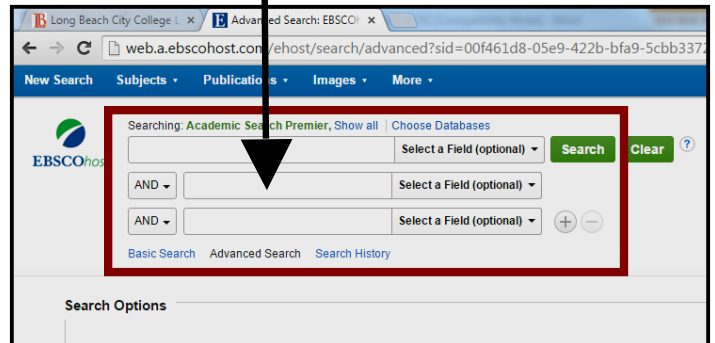 Long Beach City College L
Advanced Search: EBSCOh
web.a.ebscohost.com/ehost/search/advanced?sid=00f461d8-05e9-422b-bfa9-5cbb3372
New Search Subjects Publications Images More
Searching: Academic Search Premier, Show all | Choose Databases
EBSCOhos
Select a Field (optional) Search Clear ?
AND Select a Field (optional)
AND Select a Field (optional)
Basic Search Advanced Search Search History
Search Options